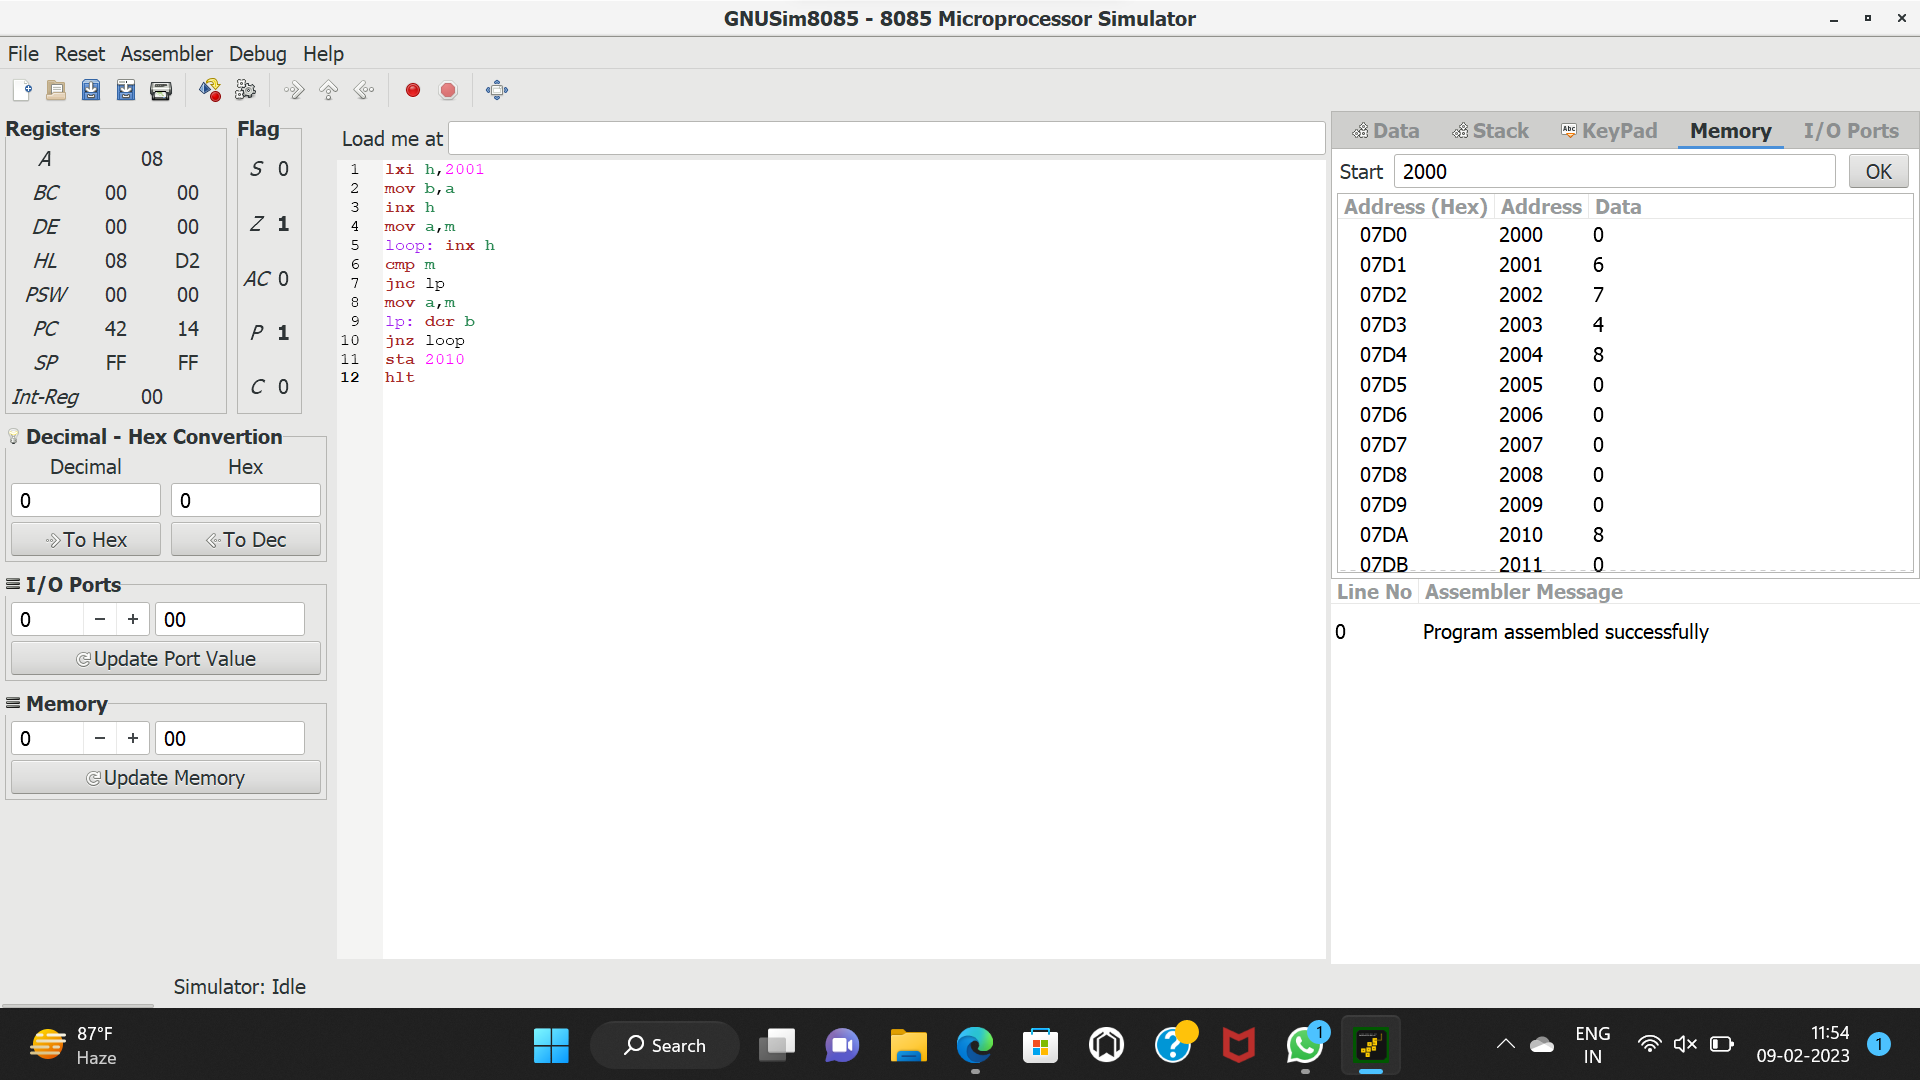 GNUSim8085 - 8085 Microprocessor Simulator
File Reset Assembler Debug Help
Registers
A 08
BC 00 00
DE 00 00
HL 08 D2
PSW 00 00
PC 42 14
SP FF FF
Int-Reg 00
Flag
S 0
Z 1
AC 0
P 1
C 0
Decimal - Hex Convertion
Decimal Hex
0 0
To Hex To Dec
I/O Ports
0 − + 00
Update Port Value
Memory
0 − + 00
Update Memory
Load me at
1 lxi h,2001
2 mov b,a
3 inx h
4 mov a,m
5 loop: inx h
6 cmp m
7 jnc lp
8 mov a,m
9 lp: dcr b
10 jnz loop
11 sta 2010
12 hlt
Data Stack Abc KeyPad Memory I/O Ports
Start 2000 OK
Address (Hex) Address Data
07D0 2000 0
07D1 2001 6
07D2 2002 7
07D3 2003 4
07D4 2004 8
07D5 2005 0
07D6 2006 0
07D7 2007 0
07D8 2008 0
07D9 2009 0
07DA 2010 8
07DB 2011 0
Line No Assembler Message
0 Program assembled successfully
Simulator: Idle
87°F
Haze
Search
1
ENG
IN
11:54
09-02-2023
1